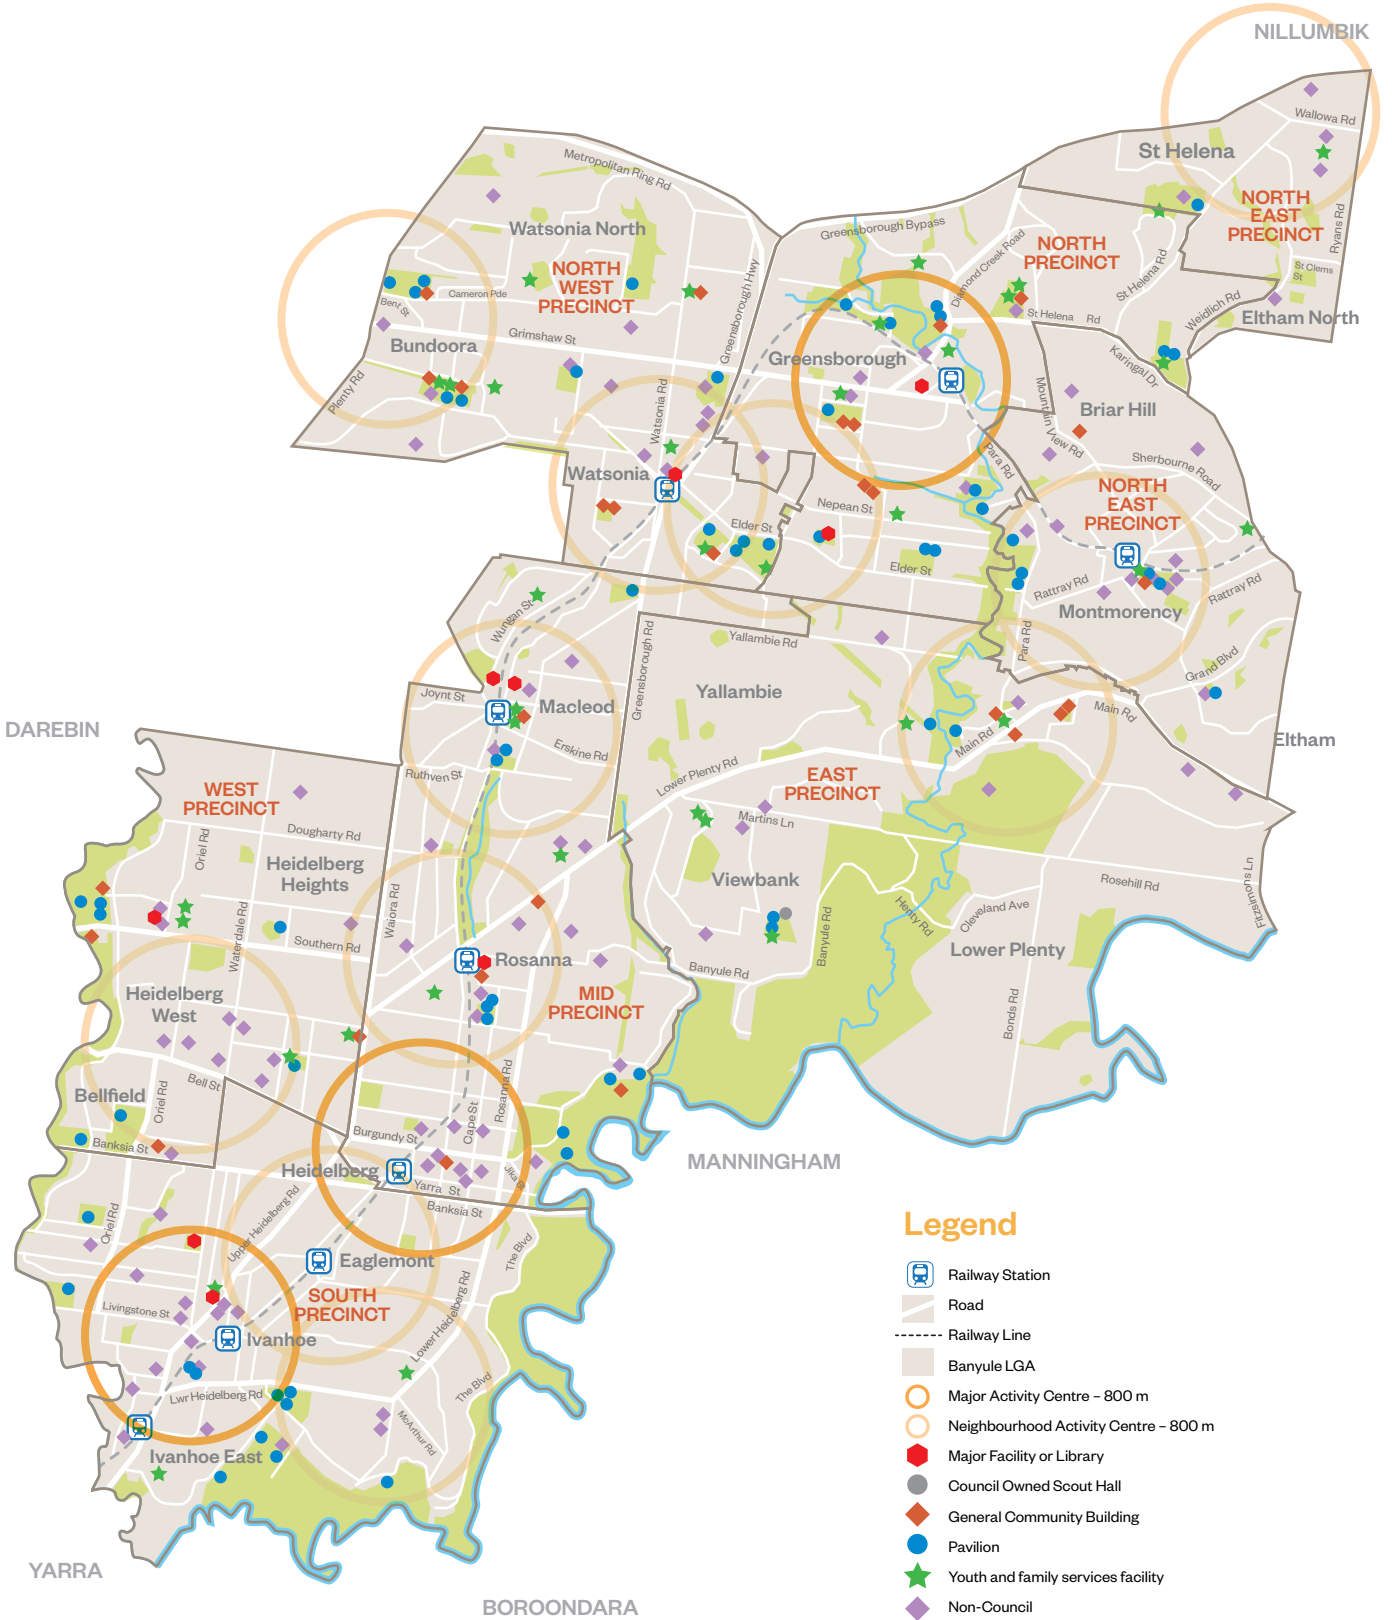 NILLUMBIK
Wallowa Rd
St Helena
NORTH
EAST
PRECINCT
Ryans Rd
St Clems
St
Eltham North
Metropolitan Ring Rd
Watsonia North
NORTH
WEST
PRECINCT
Greensborough Hwy
Greensborough Bypass
Diamond Creek Road
NORTH
PRECINCT
St Helena Rd
St Helena Rd
Weidlich Rd
Karingal Dr
Cameron Pde
Bent St
Grimshaw St
Bundoora
Plenty Rd
Watsonia Rd
Greensborough
Mountain View Rd
Briar Hill
Sherbourne Road
Para Rd
Watsonia
NORTH
EAST
PRECINCT
Nepean St
Elder St
Elder St
Rattray Rd
Rattray Rd
Montmorency
Para Rd
Grand Blvd
Wungan St
Greensborough Rd
Yallambie Rd
Yallambie
Joynt St
Macleod
Main Rd
Main Rd
Eltham
DAREBIN
Erskine Rd
Ruthven St
Lower Plenty Rd
EAST
PRECINCT
WEST
PRECINCT
Martins Ln
Dougharty Rd
Oriel Rd
Heidelberg
Heights
Viewbank
Rosehill Rd
Fitzsimons Ln
Waiora Rd
Waterdale Rd
Southern Rd
Henty Rd
Cleveland Ave
Banyule Rd
Lower Plenty
Rosanna
Banyule Rd
Heidelberg
West
MID
PRECINCT
Bonds Rd
Bell St
Bellfield
Oriel Rd
Rosanna Rd
Cape St
Burgundy St
Banksia St
Heidelberg
Yarra St
Jika St
MANNINGHAM
Banksia St
Oriel Rd
Upper Heidelberg Rd
The Blvd
Eaglemont
SOUTH
PRECINCT
Livingstone St
Ivanhoe
Lower Heidelberg Rd
The Blvd
Lwr Heidelberg Rd
McArthur Rd
Ivanhoe East
YARRA
BOROONDARA
Legend
Railway Station
Road
Railway Line
Banyule LGA
Major Activity Centre – 800 m
Neighbourhood Activity Centre – 800 m
Major Facility or Library
Council Owned Scout Hall
General Community Building
Pavilion
Youth and family services facility
Non-Council